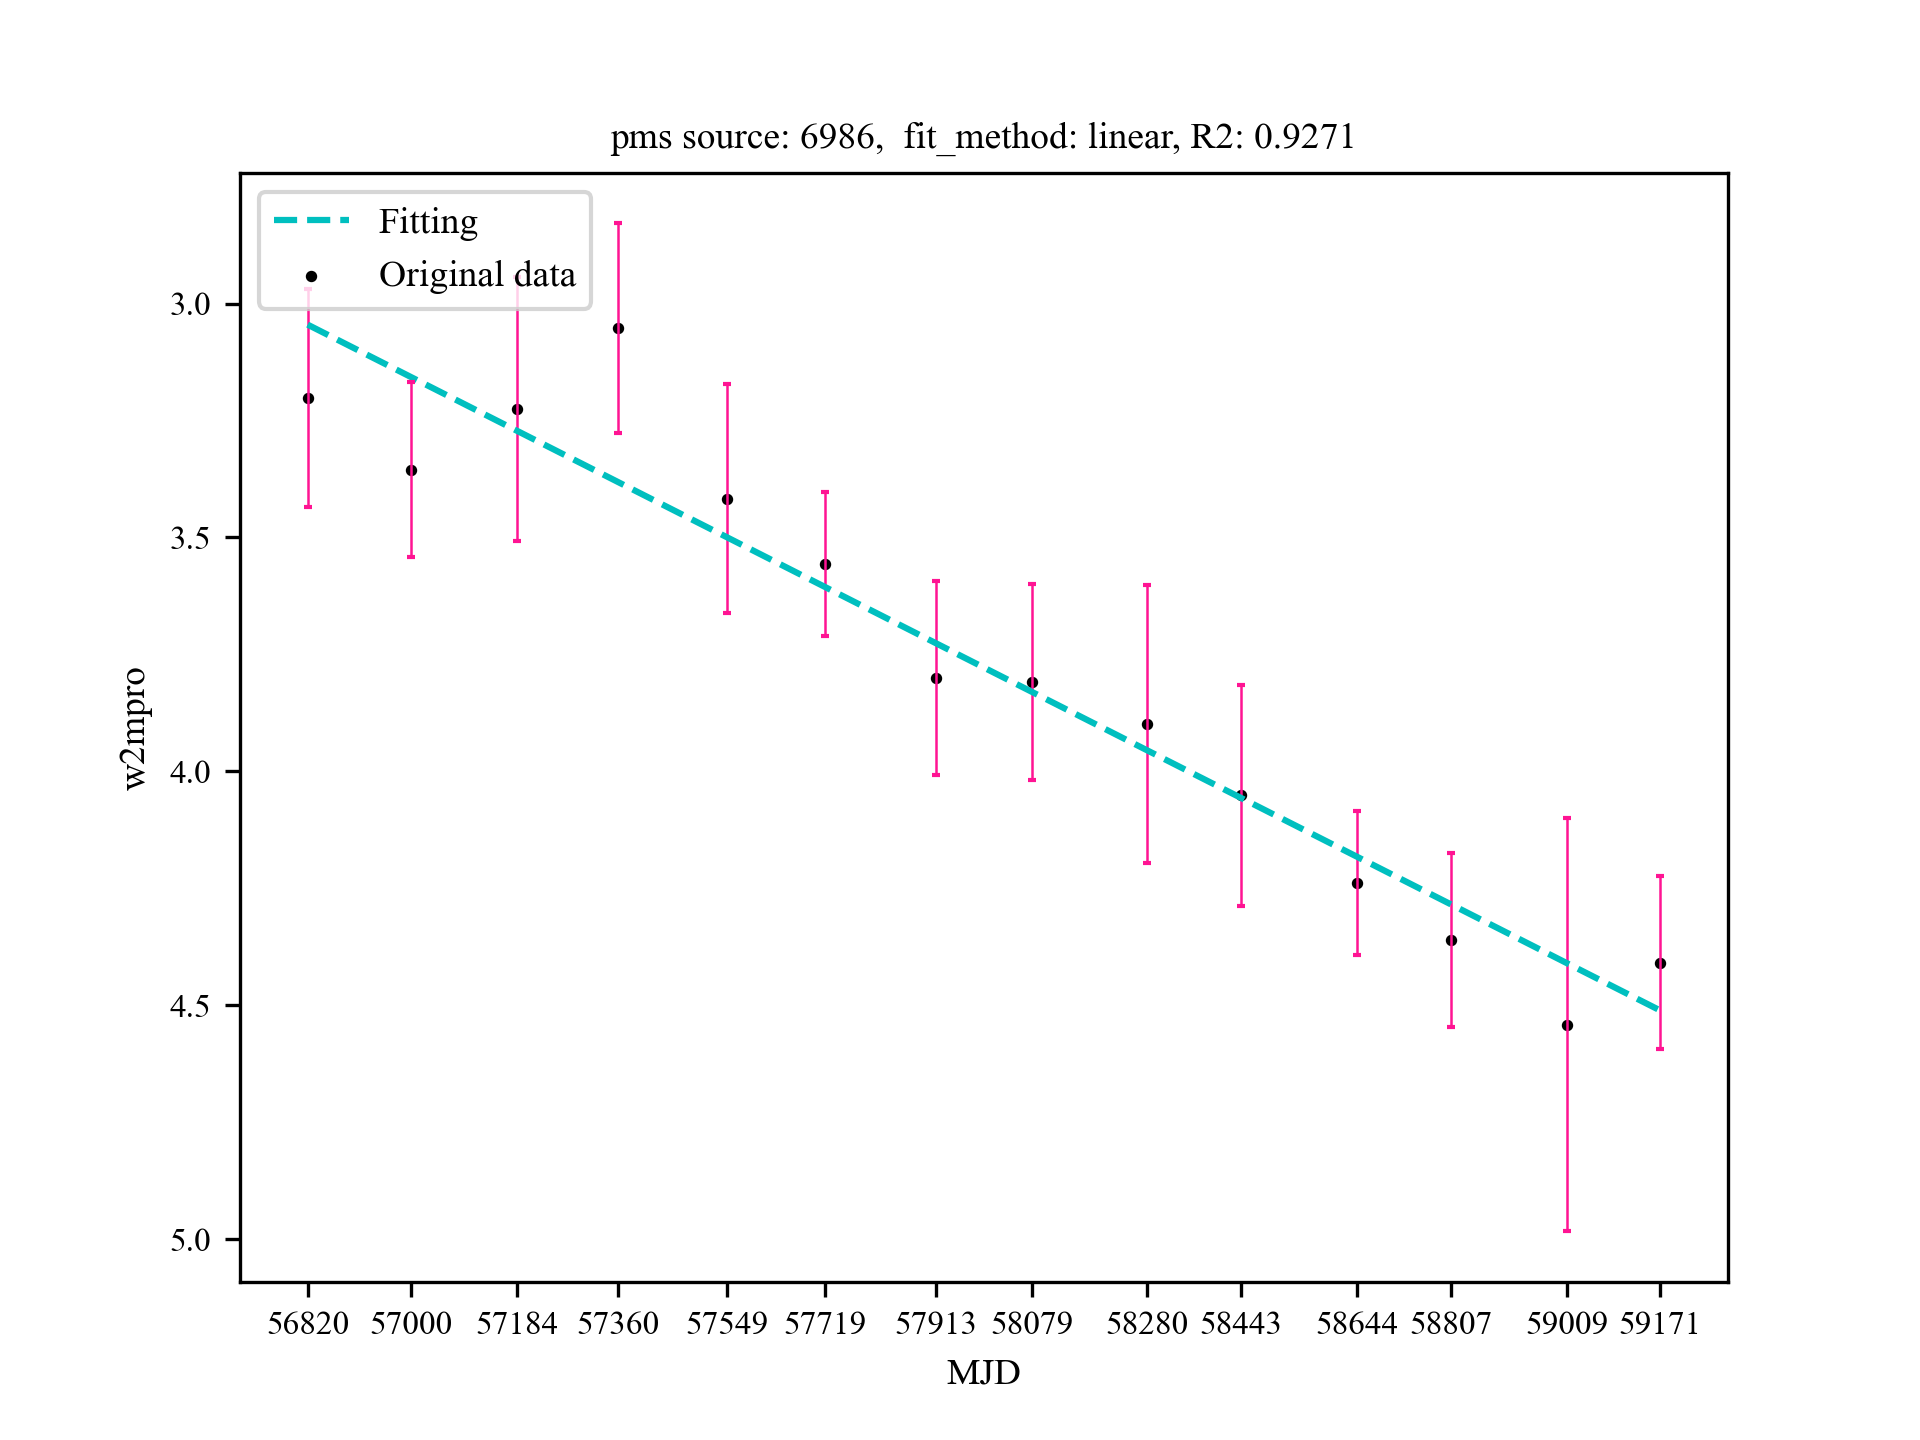 pms source: 6986,  fit_method: linear, R2: 0.9271
Fitting
Original data
3.0
3.5
4.0
4.5
5.0
w2mpro
56820 57000 57184 57360 57549 57719 57913 58079 58280 58443 58644 58807 59009 59171
MJD